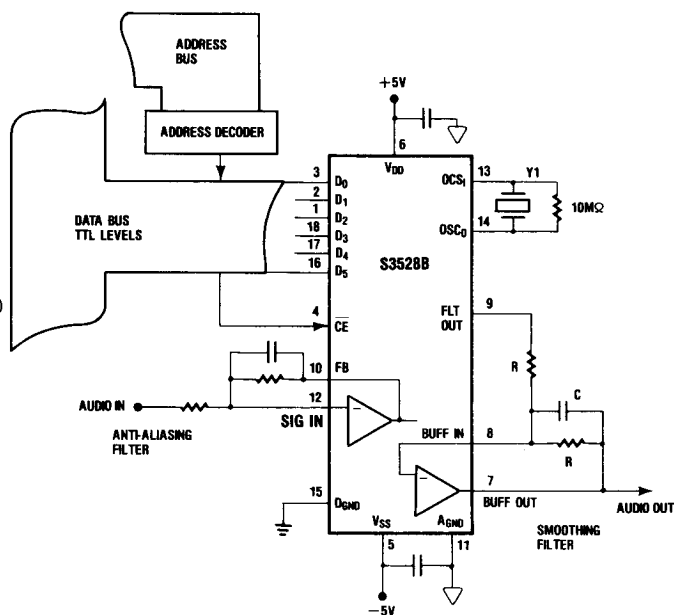 ADDRESS
BUS
ADDRESS DECODER
DATA BUS
TTL LEVELS
+5V
6
VDD
3 D0
2 D1
1 D2
18 D3
17 D4
16 D5
4 CE
S3528B
OCSI 13
Y1
10MΩ
OSCO 14
FLT
OUT
9
R
C
R
10 FB
AUDIO IN
12
SIG IN
ANTI-ALIASING
FILTER
BUFF IN 8
7
BUFF OUT
AUDIO OUT
SMOOTHING
FILTER
15 DGND
VSS
5
AGND
11
−5V
)